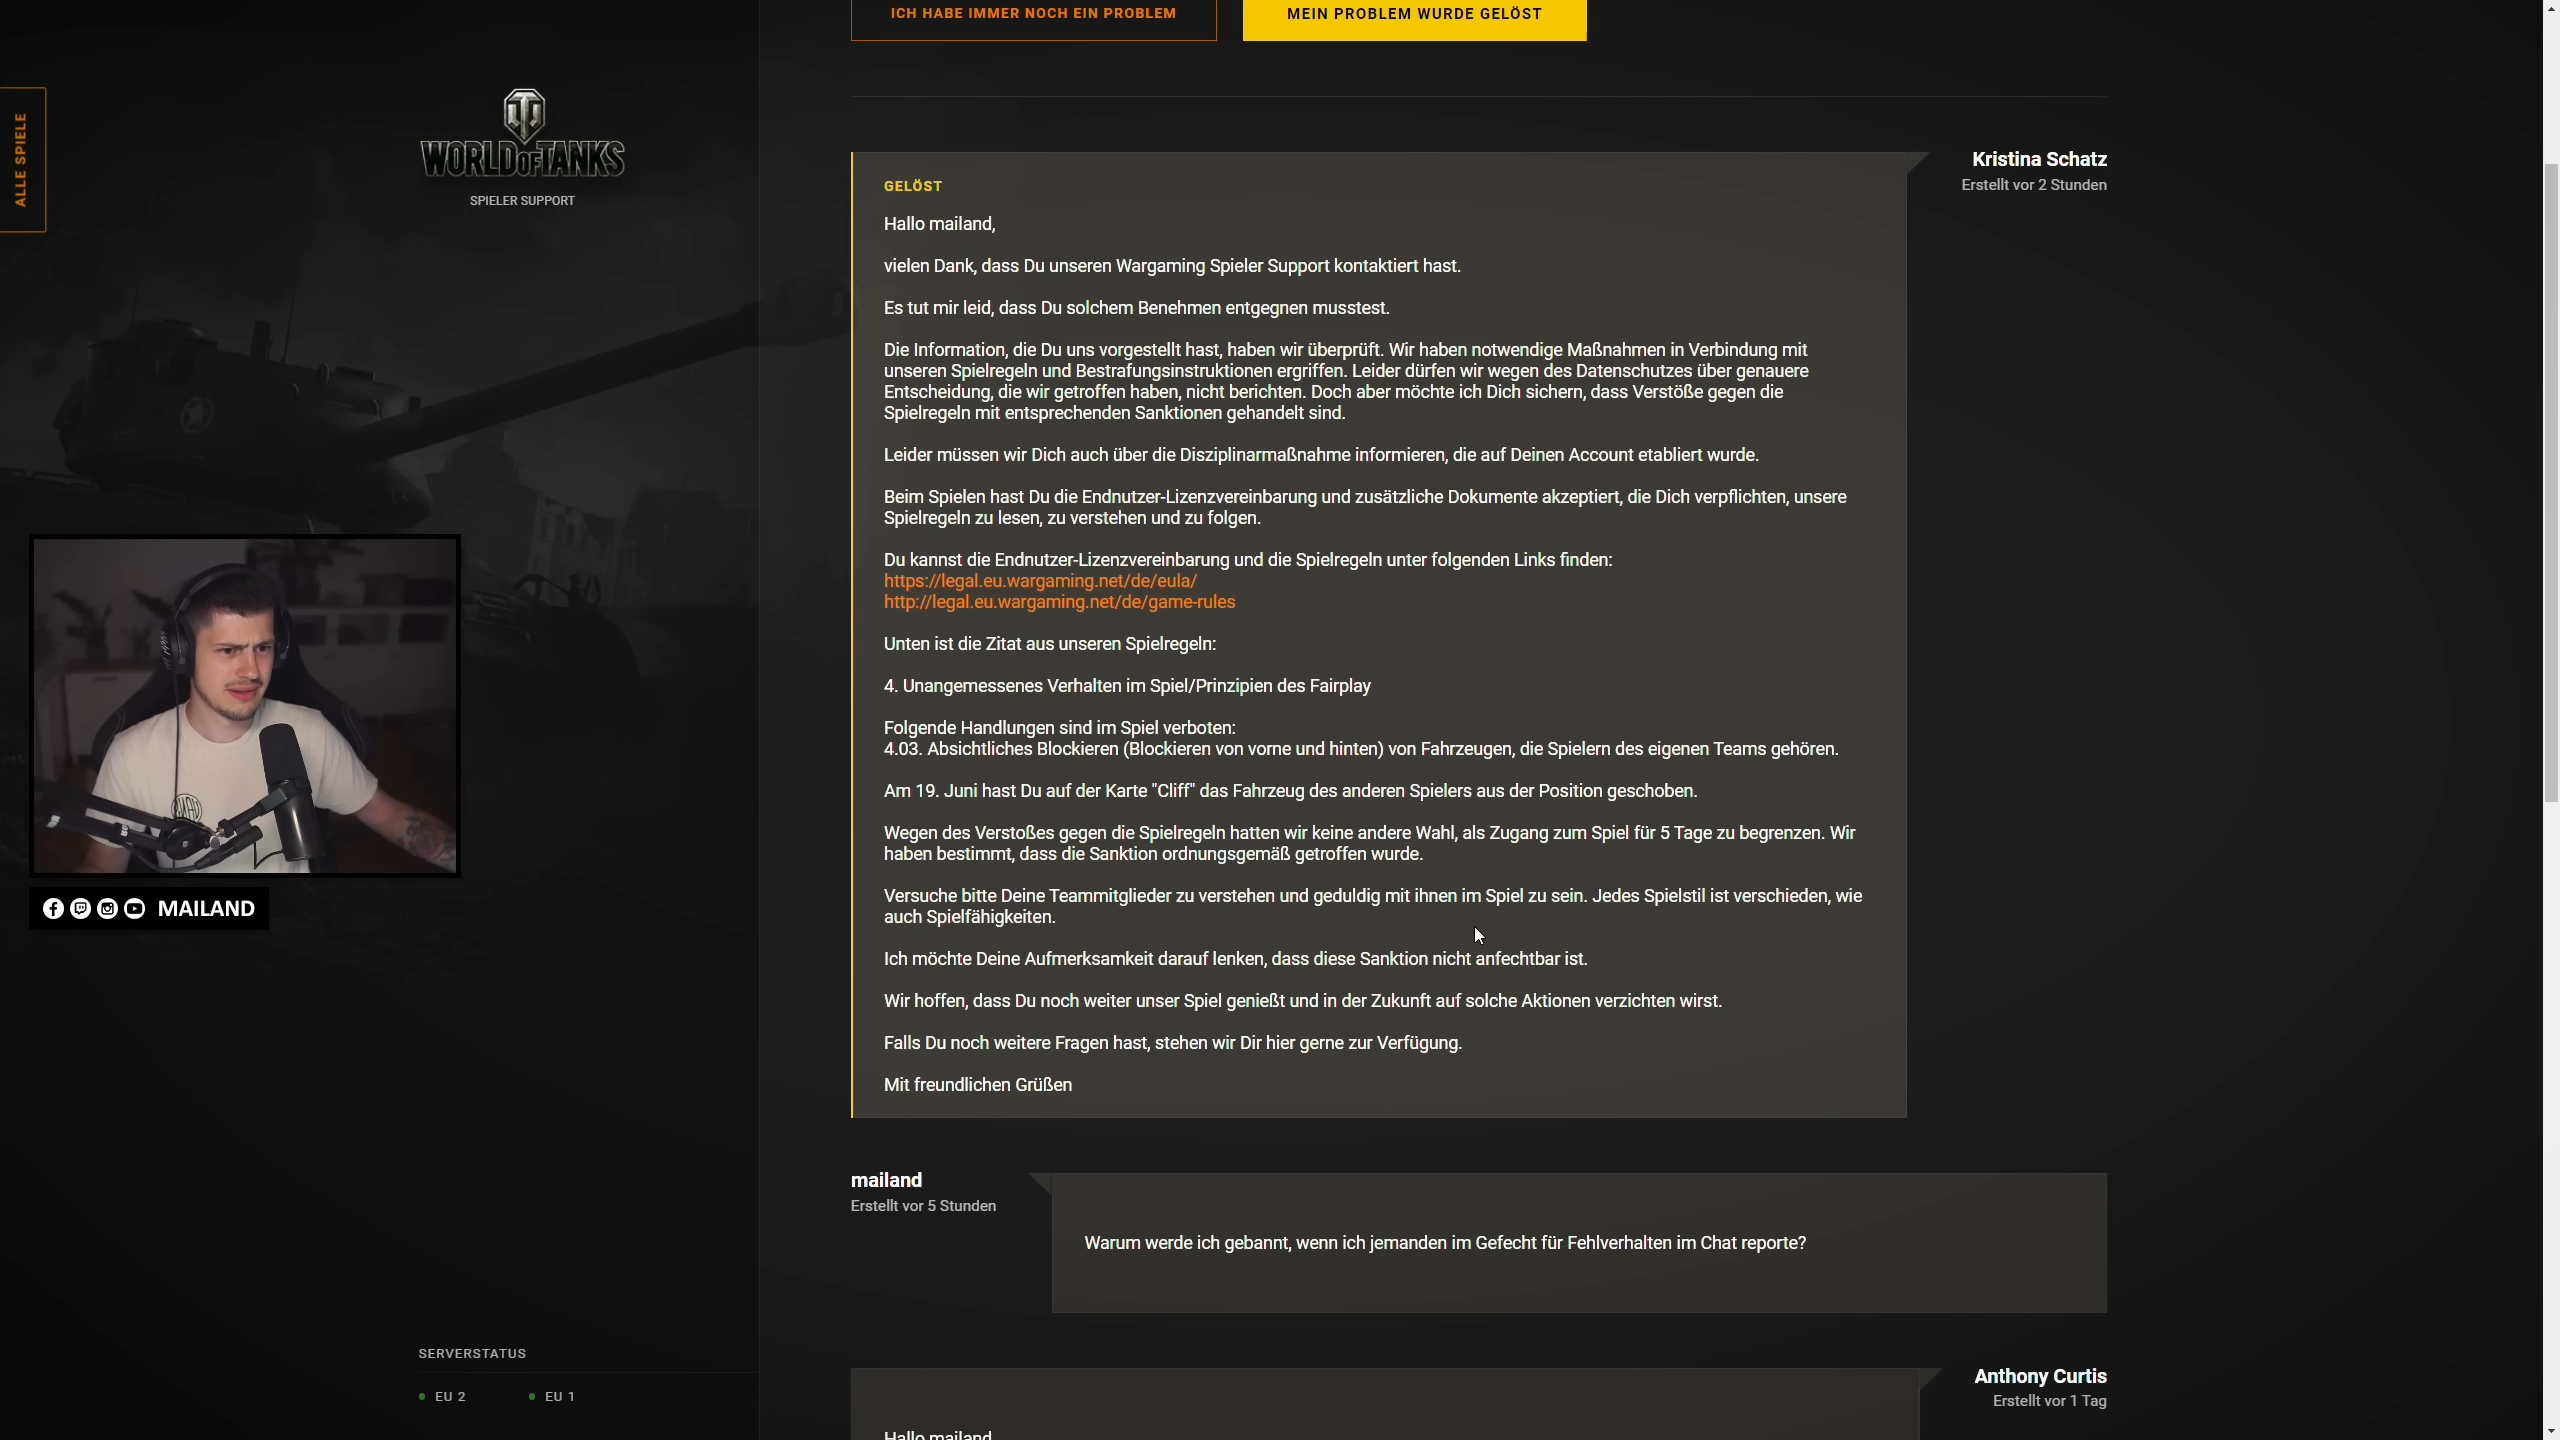 ICH HABE IMMER NOCH EIN PROBLEM
MEIN PROBLEM WURDE GELÖST
ALLE SPIELE
WORLD OF TANKS
SPIELER SUPPORT
Kristina Schatz
Erstellt vor 2 Stunden
GELÖST
Hallo mailand,
vielen Dank, dass Du unseren Wargaming Spieler Support kontaktiert hast.
Es tut mir leid, dass Du solchem Benehmen entgegnen musstest.
Die Information, die Du uns vorgestellt hast, haben wir überprüft. Wir haben notwendige Maßnahmen in Verbindung mit
unseren Spielregeln und Bestrafungsinstruktionen ergriffen. Leider dürfen wir wegen des Datenschutzes über genauere
Entscheidung, die wir getroffen haben, nicht berichten. Doch aber möchte ich Dich sichern, dass Verstöße gegen die
Spielregeln mit entsprechenden Sanktionen gehandelt sind.
Leider müssen wir Dich auch über die Disziplinarmaßnahme informieren, die auf Deinen Account etabliert wurde.
Beim Spielen hast Du die Endnutzer-Lizenzvereinbarung und zusätzliche Dokumente akzeptiert, die Dich verpflichten, unsere
Spielregeln zu lesen, zu verstehen und zu folgen.
Du kannst die Endnutzer-Lizenzvereinbarung und die Spielregeln unter folgenden Links finden:
https://legal.eu.wargaming.net/de/eula/
http://legal.eu.wargaming.net/de/game-rules
Unten ist die Zitat aus unseren Spielregeln:
4. Unangemessenes Verhalten im Spiel/Prinzipien des Fairplay
Folgende Handlungen sind im Spiel verboten:
4.03. Absichtliches Blockieren (Blockieren von vorne und hinten) von Fahrzeugen, die Spielern des eigenen Teams gehören.
Am 19. Juni hast Du auf der Karte "Cliff" das Fahrzeug des anderen Spielers aus der Position geschoben.
Wegen des Verstoßes gegen die Spielregeln hatten wir keine andere Wahl, als Zugang zum Spiel für 5 Tage zu begrenzen. Wir
haben bestimmt, dass die Sanktion ordnungsgemäß getroffen wurde.
Versuche bitte Deine Teammitglieder zu verstehen und geduldig mit ihnen im Spiel zu sein. Jedes Spielstil ist verschieden, wie
auch Spielfähigkeiten.
Ich möchte Deine Aufmerksamkeit darauf lenken, dass diese Sanktion nicht anfechtbar ist.
Wir hoffen, dass Du noch weiter unser Spiel genießt und in der Zukunft auf solche Aktionen verzichten wirst.
Falls Du noch weitere Fragen hast, stehen wir Dir hier gerne zur Verfügung.
Mit freundlichen Grüßen
MAILAND
mailand
Erstellt vor 5 Stunden
Warum werde ich gebannt, wenn ich jemanden im Gefecht für Fehlverhalten im Chat reporte?
SERVERSTATUS
EU 2
EU 1
Anthony Curtis
Erstellt vor 1 Tag
Hallo mailand